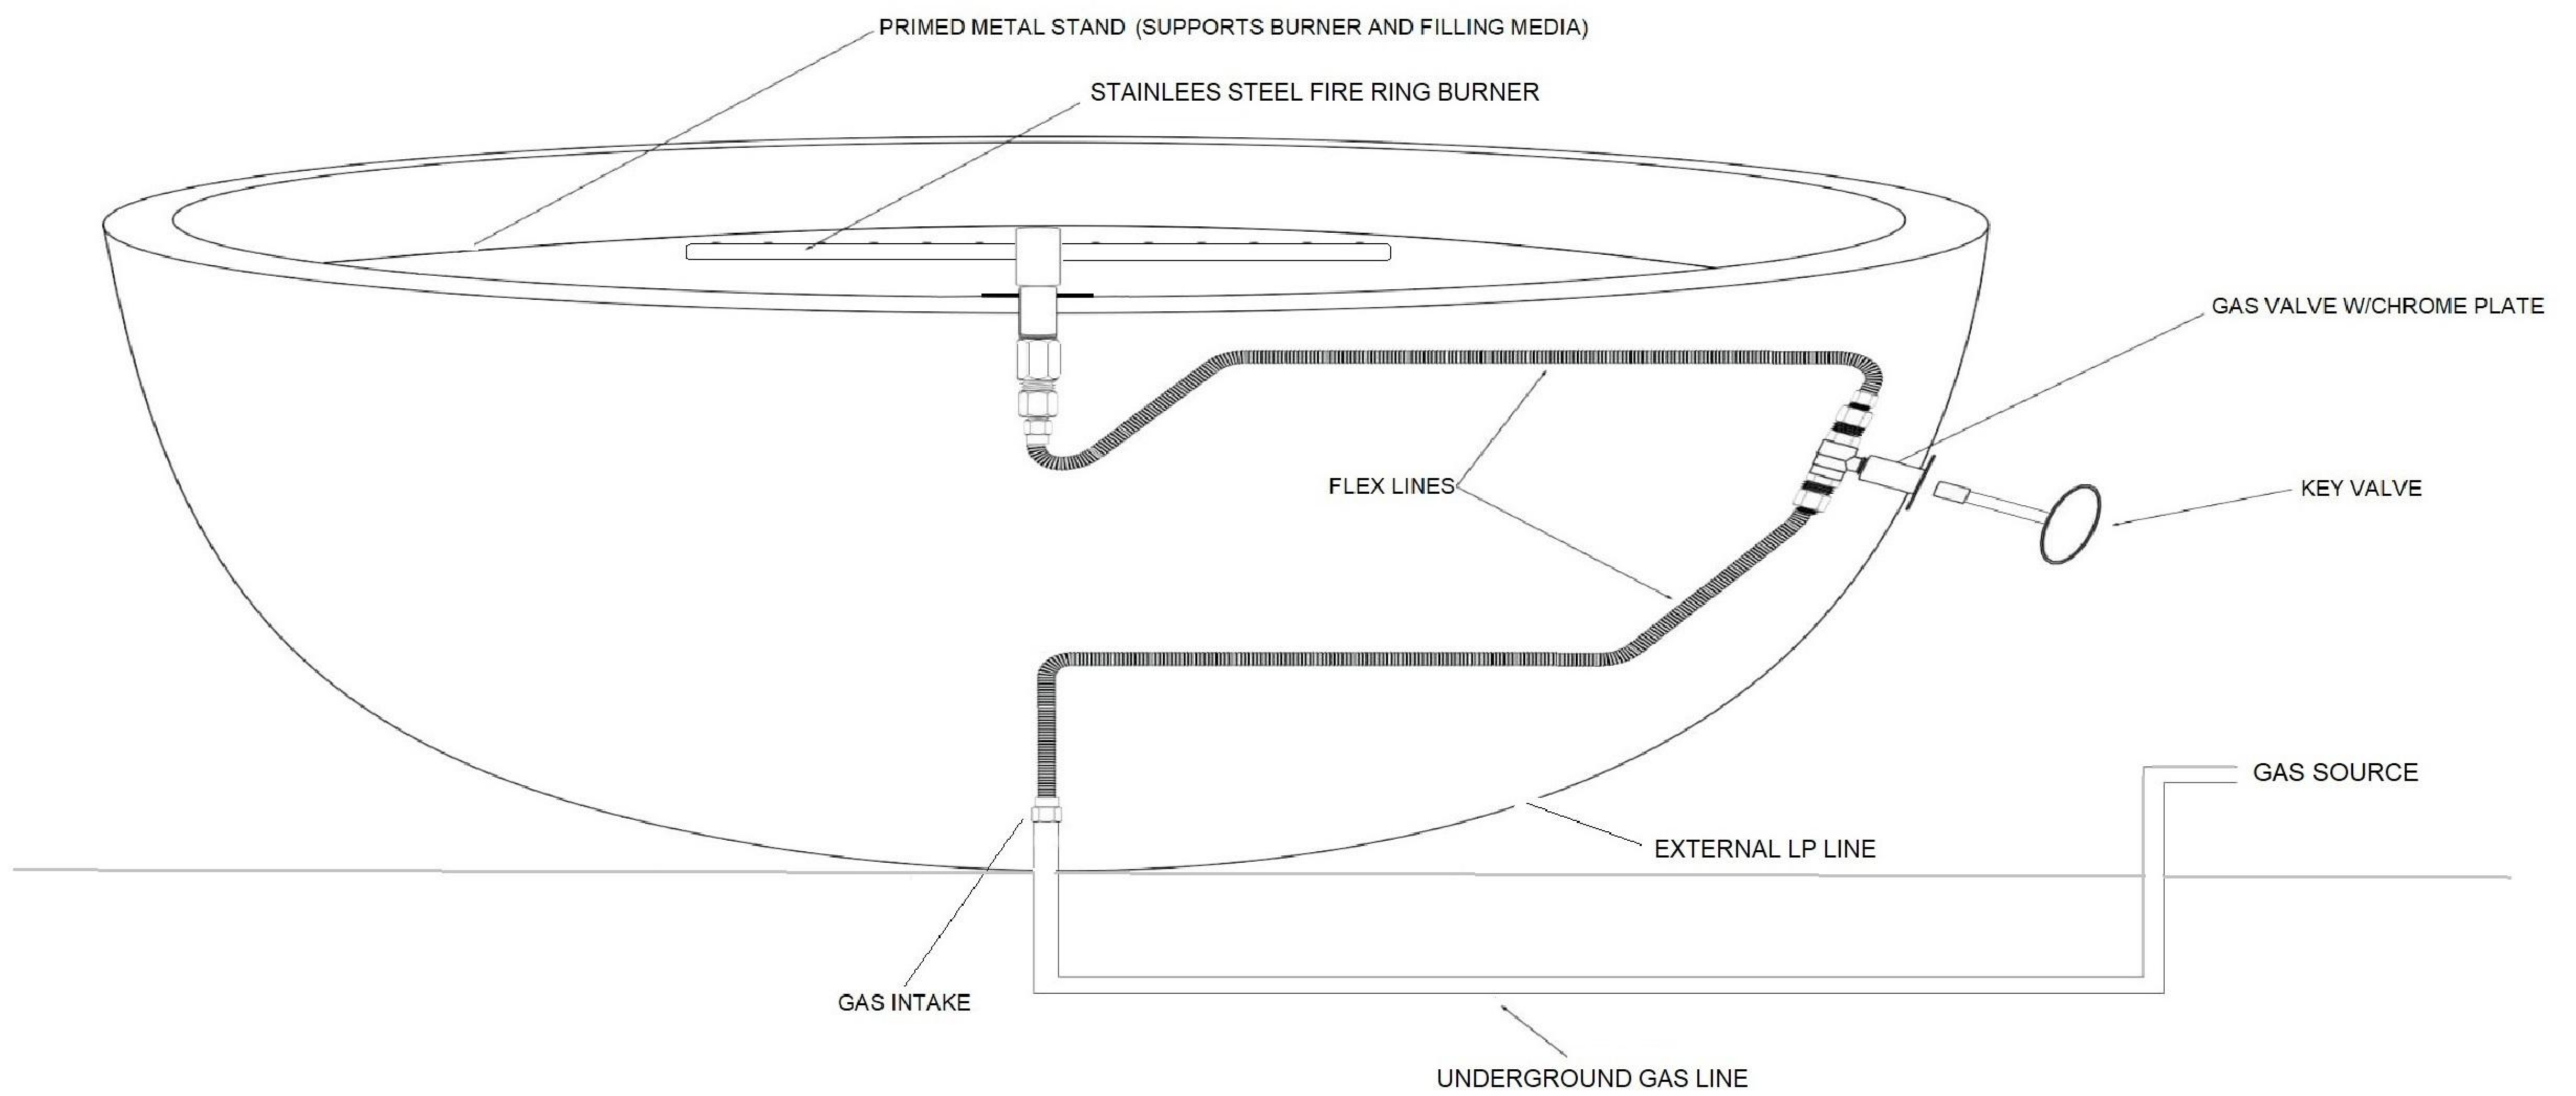 PRIMED METAL STAND (SUPPORTS BURNER AND FILLING MEDIA)
STAINLEES STEEL FIRE RING BURNER
GAS VALVE W/CHROME PLATE
FLEX LINES
KEY VALVE
GAS SOURCE
EXTERNAL LP LINE
GAS INTAKE
UNDERGROUND GAS LINE